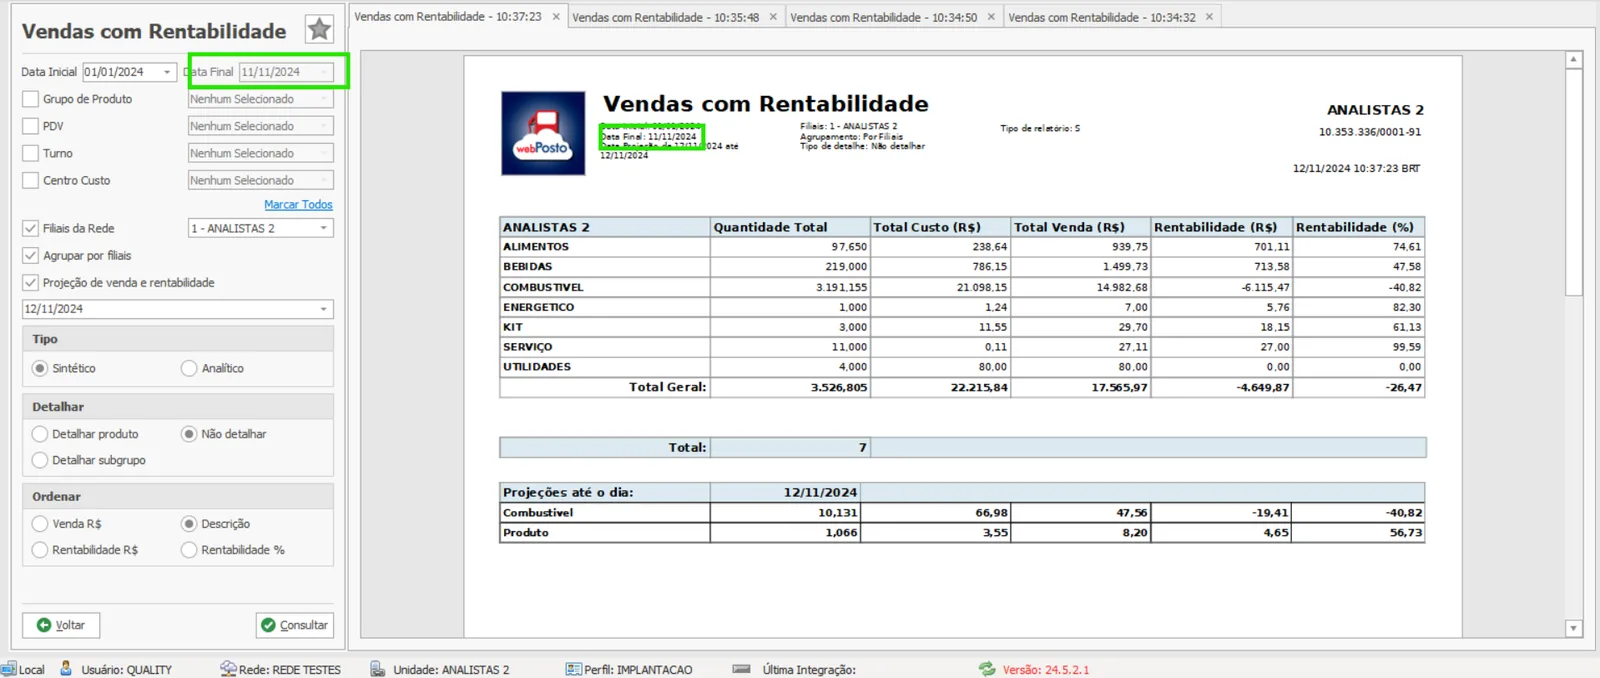 Vendas com Rentabilidade - 10:37:23
Vendas com Rentabilidade - 10:35:48
Vendas com Rentabilidade - 10:34:50
Vendas com Rentabilidade - 10:34:32
Vendas com Rentabilidade
Data Inicial 01/01/2024 Data Final 11/11/2024
Grupo de Produto Nenhum Selecionado
PDV Nenhum Selecionado
Turno Nenhum Selecionado
Centro Custo Nenhum Selecionado
Marcar Todos
Filiais da Rede 1 - ANALISTAS 2
Agrupar por filiais
Projeção de venda e rentabilidade
12/11/2024
Tipo
Sintético Analítico
Detalhar
Detalhar produto Não detalhar
Detalhar subgrupo
Ordenar
Venda R$ Descrição
Rentabilidade R$ Rentabilidade %
Voltar Consultar
webPosto
Vendas com Rentabilidade
Data Inicial: 01/01/2024
Data Final: 11/11/2024
Data Projeção de 12/11/2024 até
12/11/2024
Filiais: 1 - ANALISTAS 2
Agrupamento: Por Filiais
Tipo de detalhe: Não detalhar
Tipo de relatório: S
ANALISTAS 2
10.353.336/0001-91
12/11/2024 10:37:23 BRT
ANALISTAS 2 Quantidade Total Total Custo (R$) Total Venda (R$) Rentabilidade (R$) Rentabilidade (%)
ALIMENTOS 97,650 238,64 939,75 701,11 74,61
BEBIDAS 219,000 786,15 1.499,73 713,58 47,58
COMBUSTIVEL 3.191,155 21.098,15 14.982,68 -6.115,47 -40,82
ENERGETICO 1,000 1,24 7,00 5,76 82,30
KIT 3,000 11,55 29,70 18,15 61,13
SERVIÇO 11,000 0,11 27,11 27,00 99,59
UTILIDADES 4,000 80,00 80,00 0,00 0,00
Total Geral: 3.526,805 22.215,84 17.565,97 -4.649,87 -26,47
Total: 7
Projeções até o dia: 12/11/2024
Combustivel 10,131 66,98 47,56 -19,41 -40,82
Produto 1,066 3,55 8,20 4,65 56,73
Local Usuário: QUALITY Rede: REDE TESTES Unidade: ANALISTAS 2 Perfil: IMPLANTACAO Última Integração: Versão: 24.5.2.1